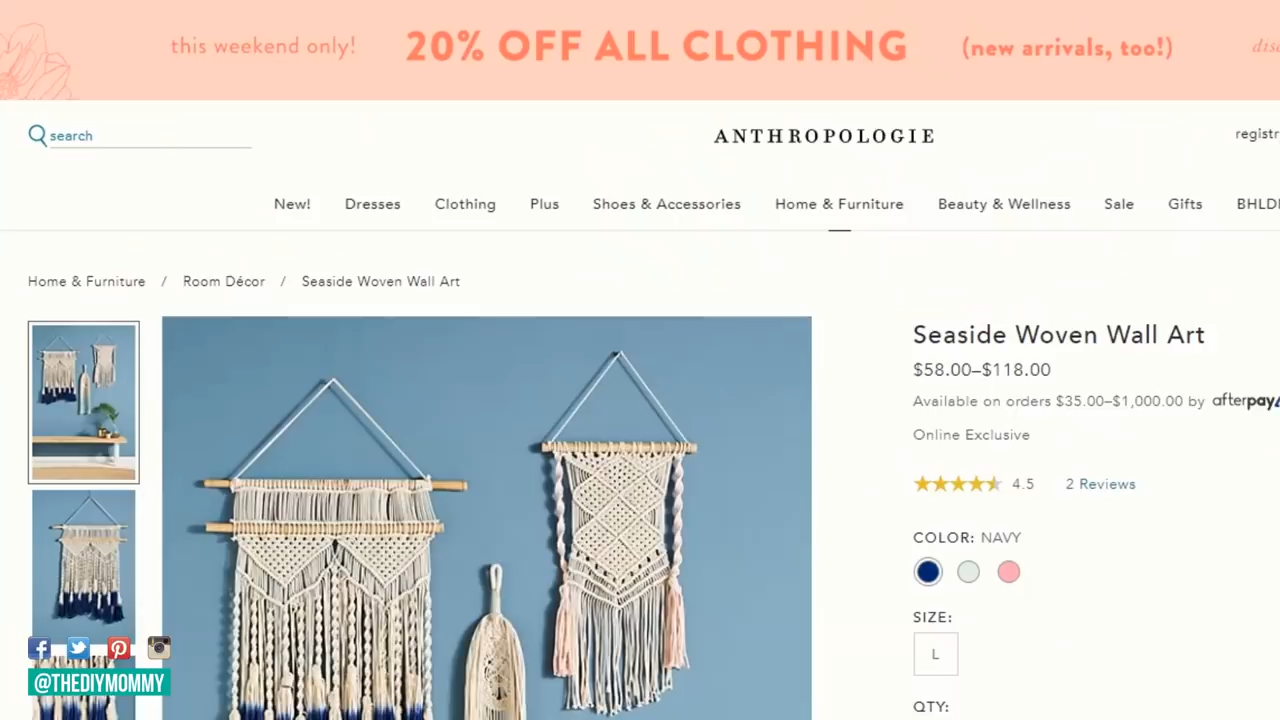 this weekend only! 20% OFF ALL CLOTHING (new arrivals, too!)
search
ANTHROPOLOGIE
registr
New! Dresses Clothing Plus Shoes & Accessories Home & Furniture Beauty & Wellness Sale Gifts BHLD
Home & Furniture / Room Décor / Seaside Woven Wall Art
Seaside Woven Wall Art
$58.00–$118.00
Available on orders $35.00–$1,000.00 by afterpay
Online Exclusive
4.5 2 Reviews
COLOR: NAVY
SIZE:
L
QTY:
@THEDIYMOMMY